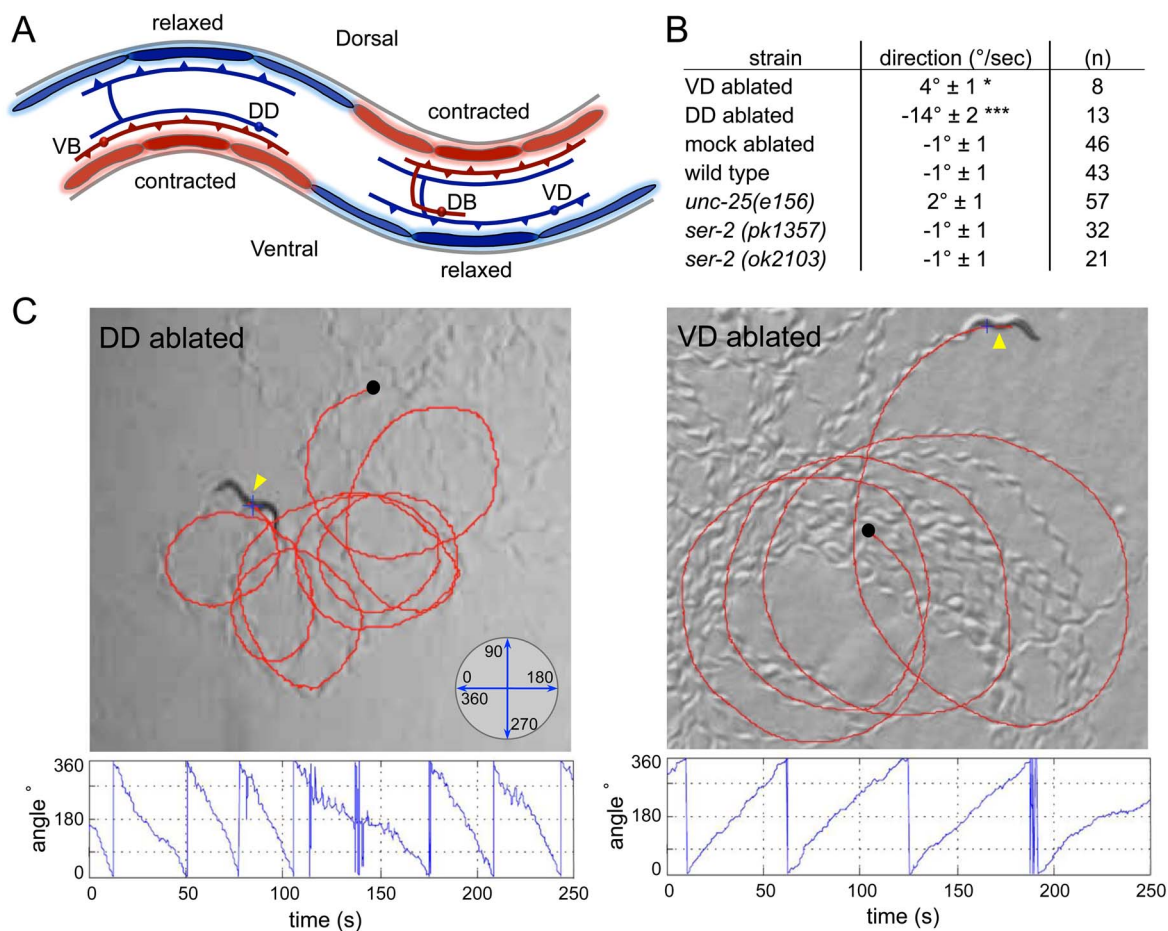 A
relaxed
Dorsal
DD
VB
contracted
contracted
DB
VD
Ventral
relaxed
B
strain direction (°/sec) (n)
VD ablated 4° ± 1 * 8
DD ablated -14° ± 2 *** 13
mock ablated -1° ± 1 46
wild type -1° ± 1 43
unc-25(e156) 2° ± 1 57
ser-2 (pk1357) -1° ± 1 32
ser-2 (ok2103) -1° ± 1 21
C
DD ablated
90
0 180
360
270
angle °
360
180
0
0 50 100 150 200 250
time (s)
VD ablated
angle °
360
180
0
0 50 100 150 200 250
time (s)